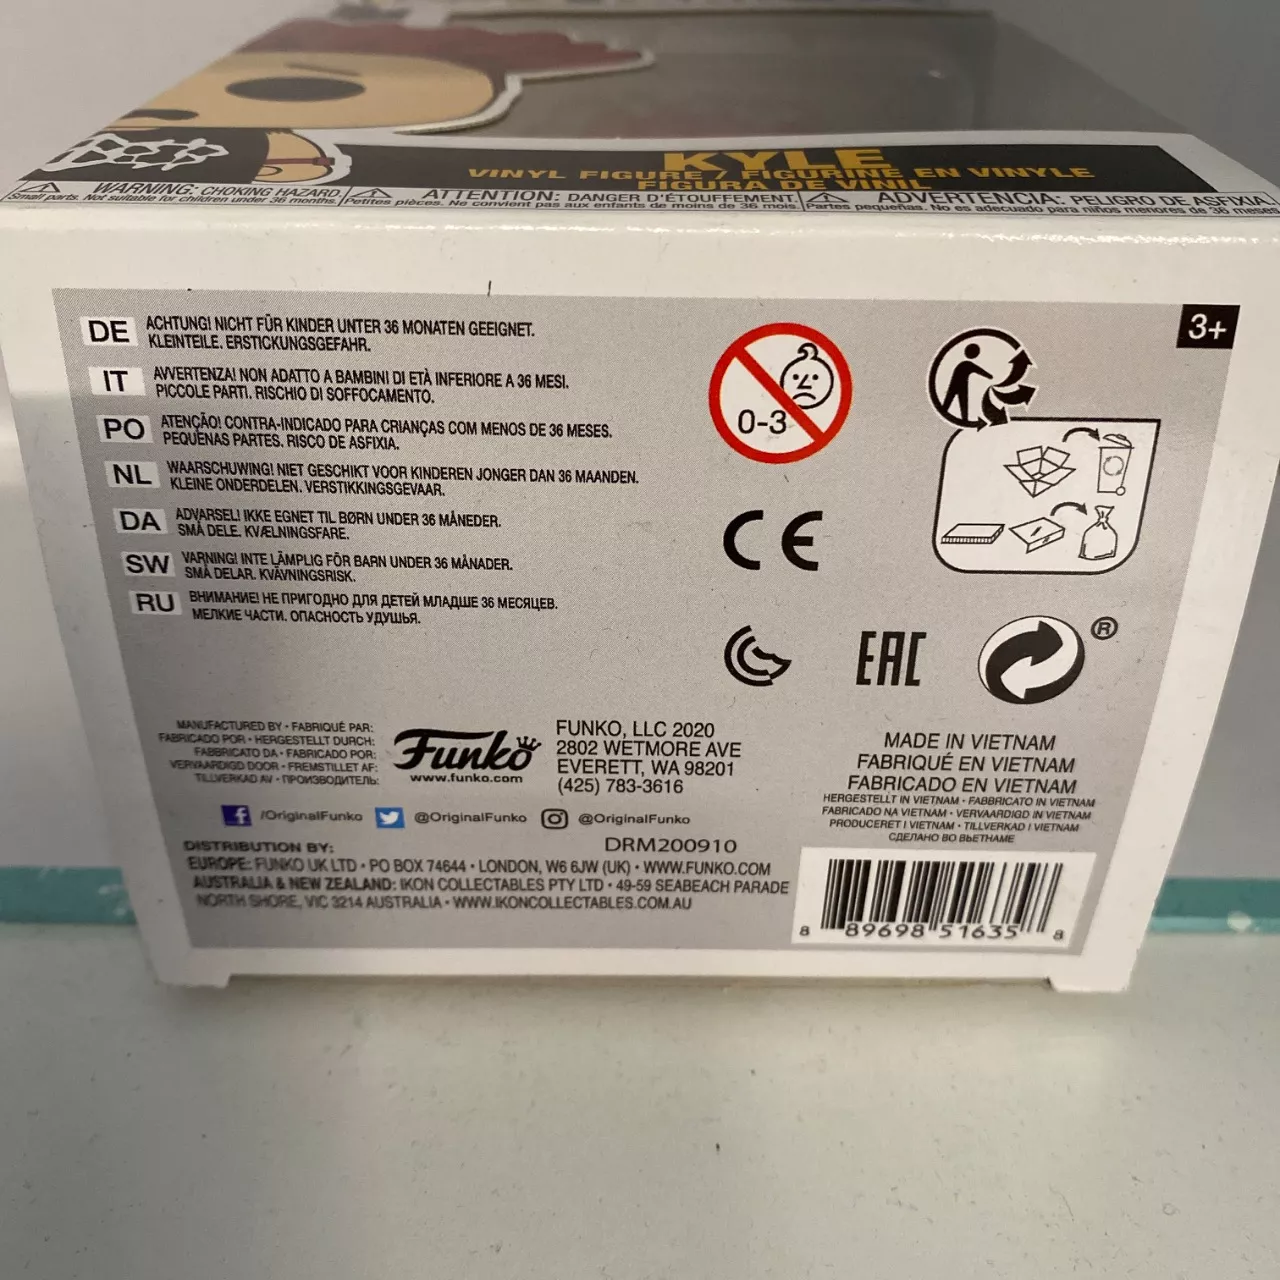 KYLE
VINYL FIGURE / FIGURINE EN VINYLE
FIGURA DE VINIL
WARNING: CHOKING HAZARD.
Small parts. Not suitable for children under 36 months.
ATTENTION: DANGER D'ÉTOUFFEMENT.
Petites pièces. Ne convient pas aux enfants de moins de 36 mois.
ADVERTENCIA: PELIGRO DE ASFIXIA.
Partes pequeñas. No es adecuado para niños menores de 36 meses
3+
DE ACHTUNG! NICHT FÜR KINDER UNTER 36 MONATEN GEEIGNET.
KLEINTEILE. ERSTICKUNGSGEFAHR.
IT AVVERTENZA! NON ADATTO A BAMBINI DI ETÀ INFERIORE A 36 MESI.
PICCOLE PARTI. RISCHIO DI SOFFOCAMENTO.
PO ATENÇÃO! CONTRA-INDICADO PARA CRIANÇAS COM MENOS DE 36 MESES.
PEQUENAS PARTES. RISCO DE ASFIXIA.
NL WAARSCHUWING! NIET GESCHIKT VOOR KINDEREN JONGER DAN 36 MAANDEN.
KLEINE ONDERDELEN. VERSTIKKINGSGEVAAR.
DA ADVARSEL! IKKE EGNET TIL BØRN UNDER 36 MÅNEDER.
SMÅ DELE. KVÆLNINGSFARE.
SW VARNING! INTE LÄMPLIG FÖR BARN UNDER 36 MÅNADER.
SMÅ DELAR. KVÄVNINGSRISK.
RU ВНИМАНИЕ! НЕ ПРИГОДНО ДЛЯ ДЕТЕЙ МЛАДШЕ 36 МЕСЯЦЕВ.
МЕЛКИЕ ЧАСТИ. ОПАСНОСТЬ УДУШЬЯ.
0-3
CE
EAC
®
MANUFACTURED BY • FABRIQUÉ PAR:
FABRICADO POR • HERGESTELLT DURCH:
FABBRICATO DA • FABRICADO POR:
VERVAARDIGD DOOR • FREMSTILLET AF:
TILLVERKAD AV • ПРОИЗВОДИТЕЛЬ:
Funko
www.funko.com
FUNKO, LLC 2020
2802 WETMORE AVE
EVERETT, WA 98201
(425) 783-3616
MADE IN VIETNAM
FABRIQUÉ EN VIETNAM
FABRICADO EN VIETNAM
HERGESTELLT IN VIETNAM • FABBRICATO IN VIETNAM
FABRICADO NA VIETNAM • VERVAARDIGD IN VIETNAM
PRODUCERET I VIETNAM • TILLVERKAD I VIETNAM
СДЕЛАНО ВО ВЬЕТНАМЕ
/OriginalFunko @OriginalFunko @OriginalFunko
DRM200910
DISTRIBUTION BY:
EUROPE: FUNKO UK LTD • PO BOX 74644 • LONDON, W6 6JW (UK) • WWW.FUNKO.COM
AUSTRALIA & NEW ZEALAND: IKON COLLECTABLES PTY LTD • 49-59 SEABEACH PARADE
NORTH SHORE, VIC 3214 AUSTRALIA • WWW.IKONCOLLECTABLES.COM.AU
8 89698 51635 8